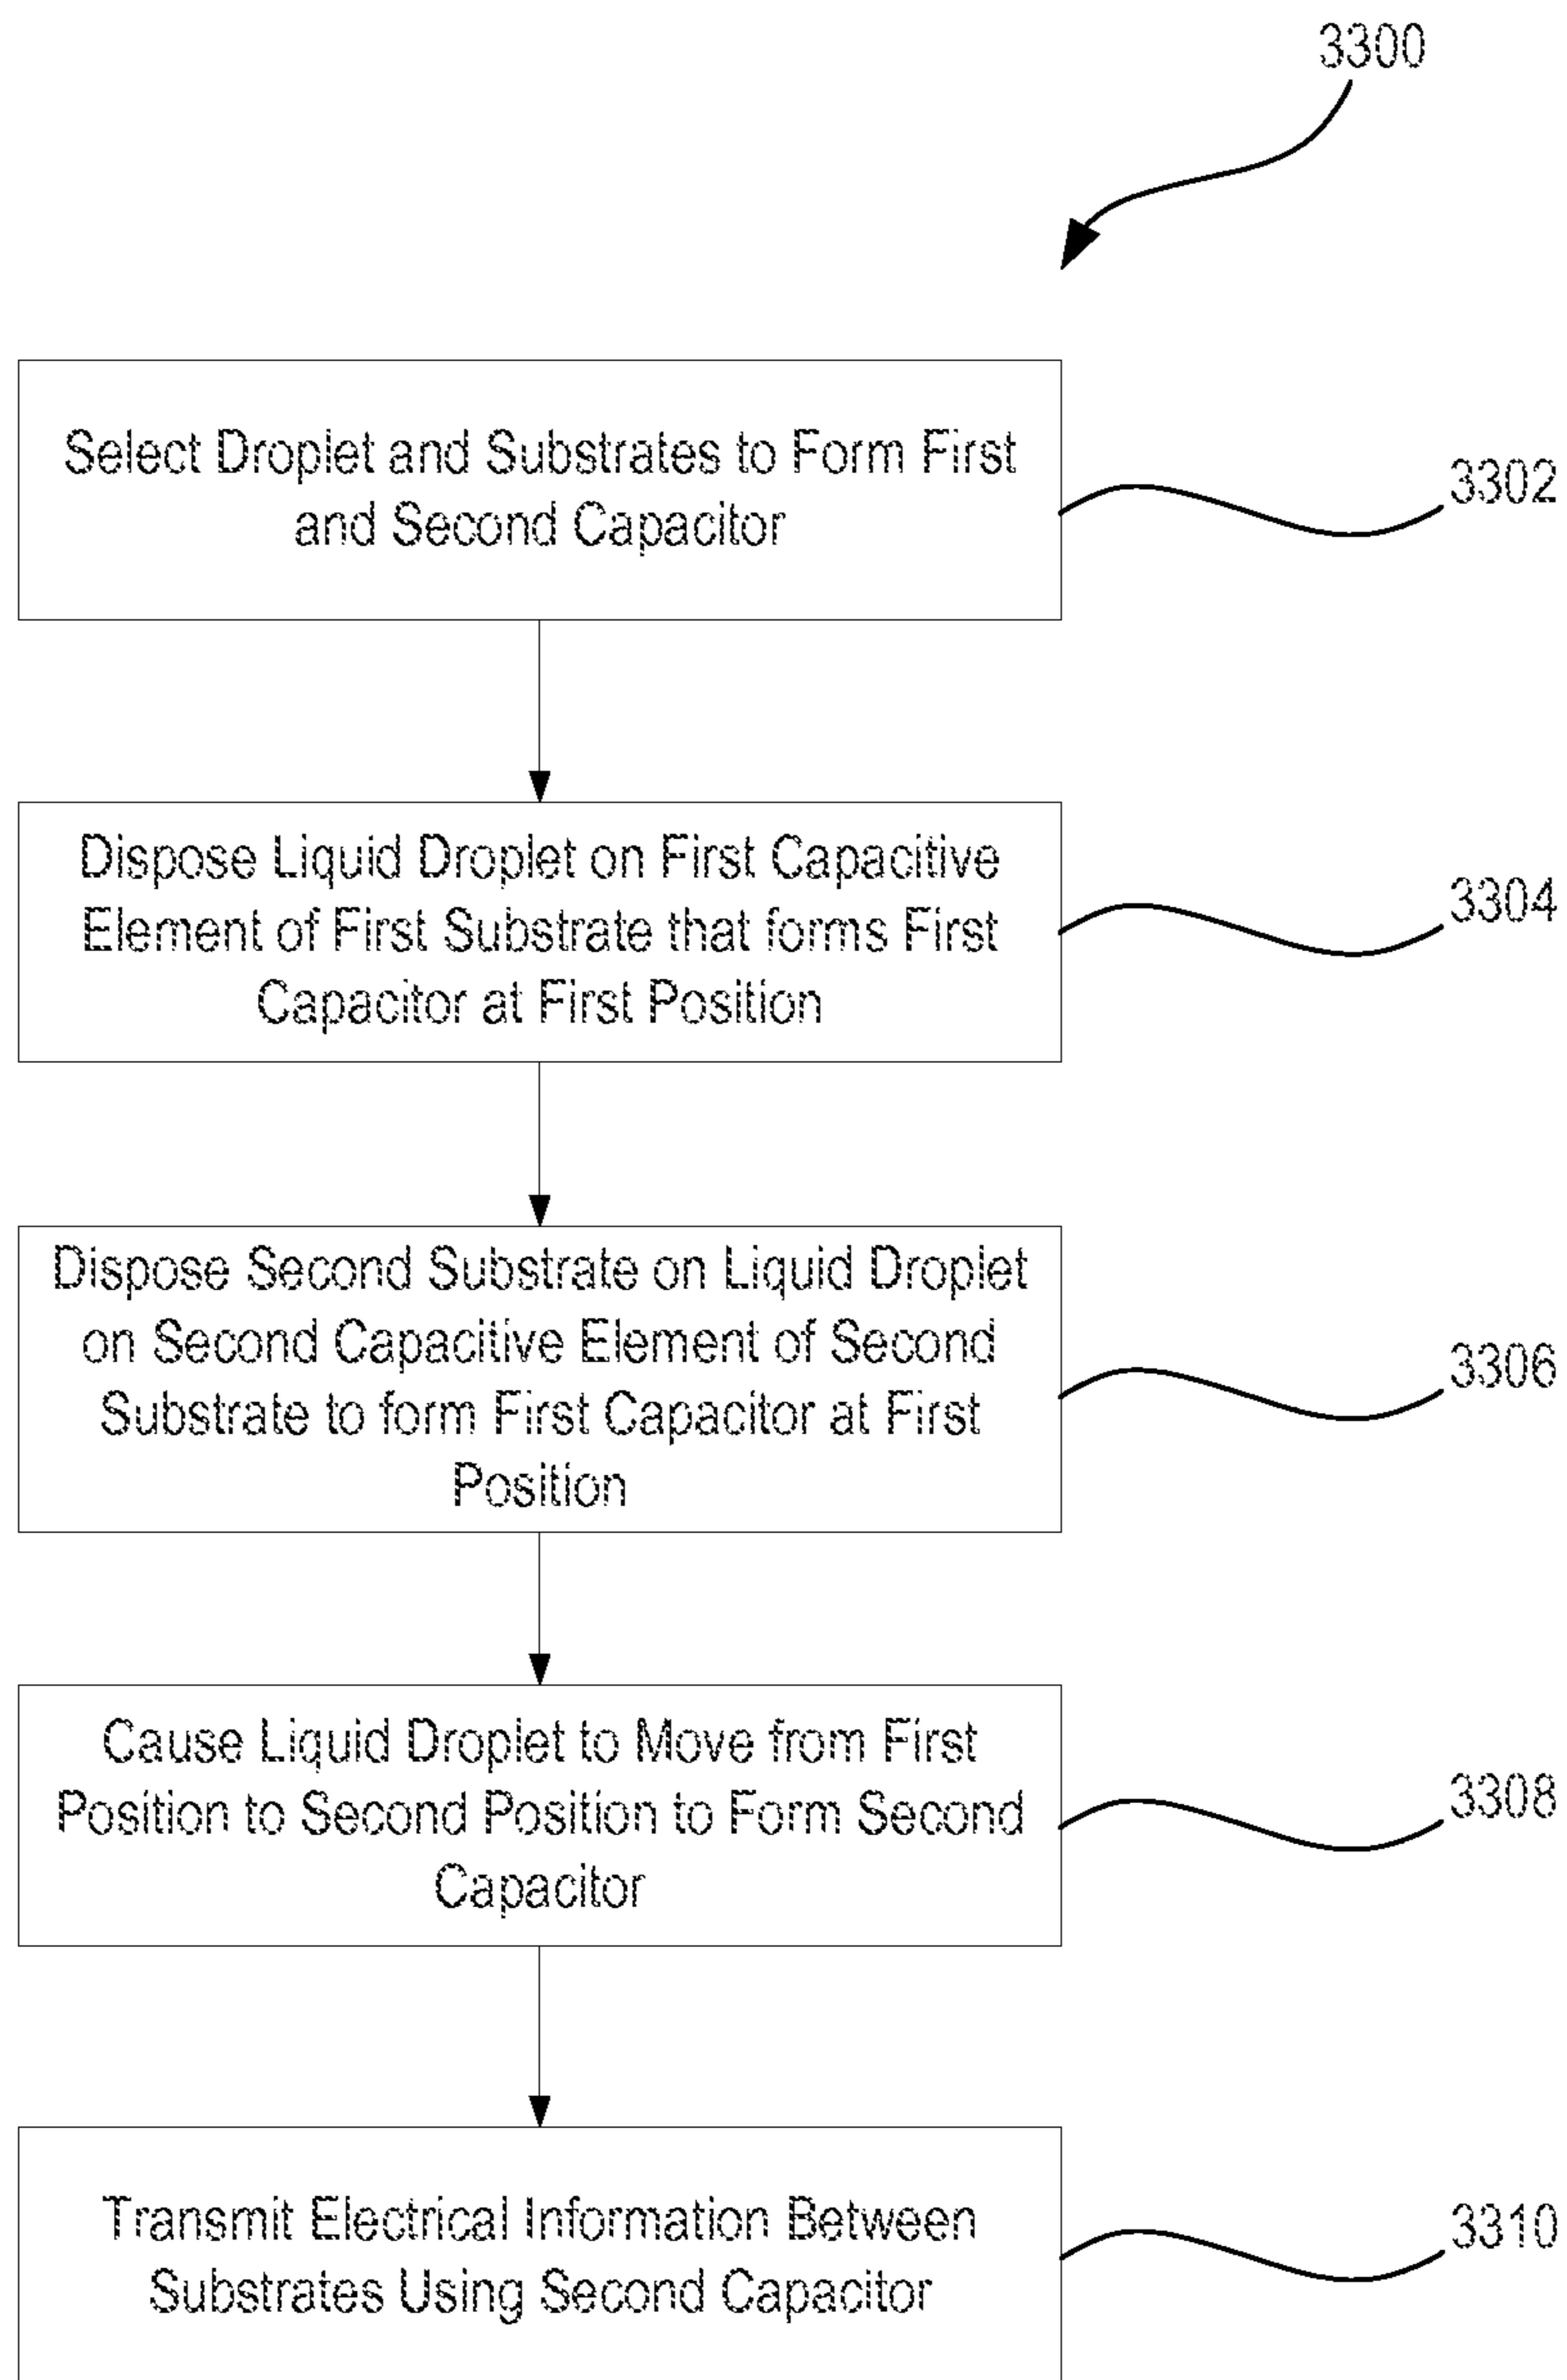 3300
Select Droplet and Substrates to Form First
and Second Capacitor
3302
Dispose Liquid Droplet on First Capacitive
Element of First Substrate that forms First
Capacitor at First Position
3304
Dispose Second Substrate on Liquid Droplet
on Second Capacitive Element of Second
Substrate to form First Capacitor at First
Position
3306
Cause Liquid Droplet to Move from First
Position to Second Position to Form Second
Capacitor
3308
Transmit Electrical Information Between
Substrates Using Second Capacitor
3310